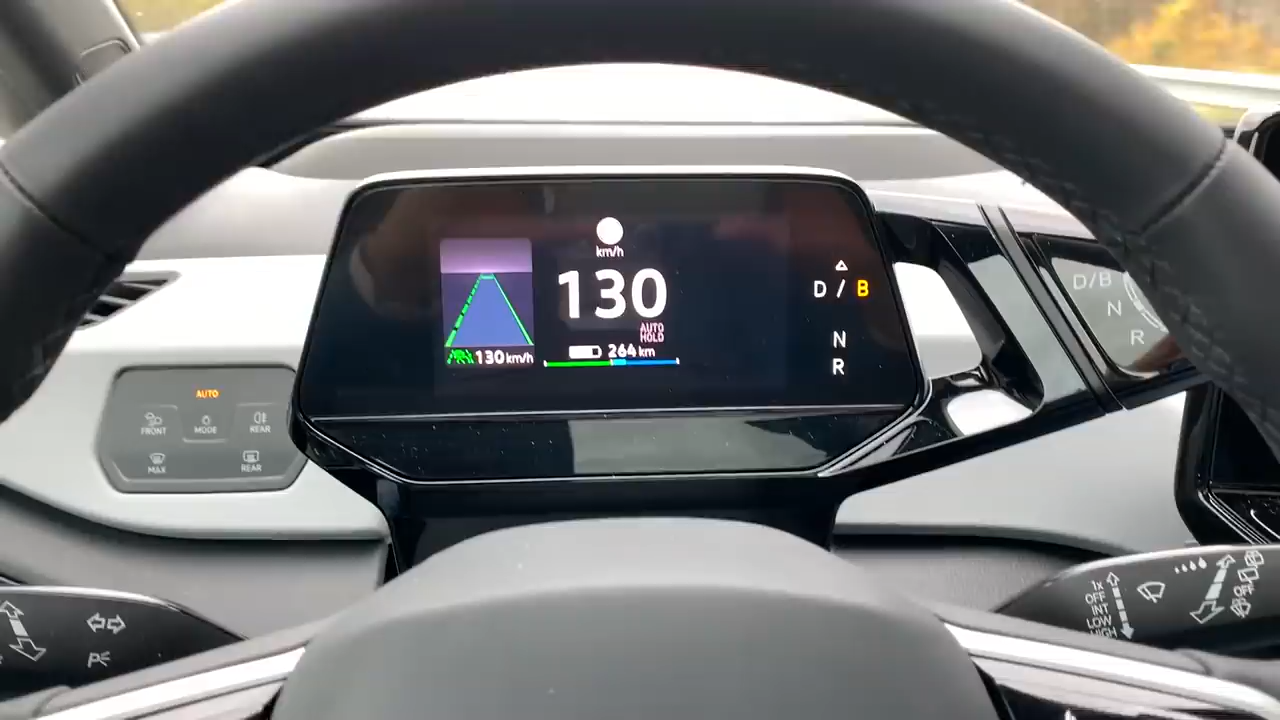 km/h
130
AUTO
HOLD
130 km/h
264 km
D / B
N
R
AUTO
FRONT
MODE
REAR
MAX
REAR
D/B
N
R
1x
OFF
INT
LOW
HIGH
P